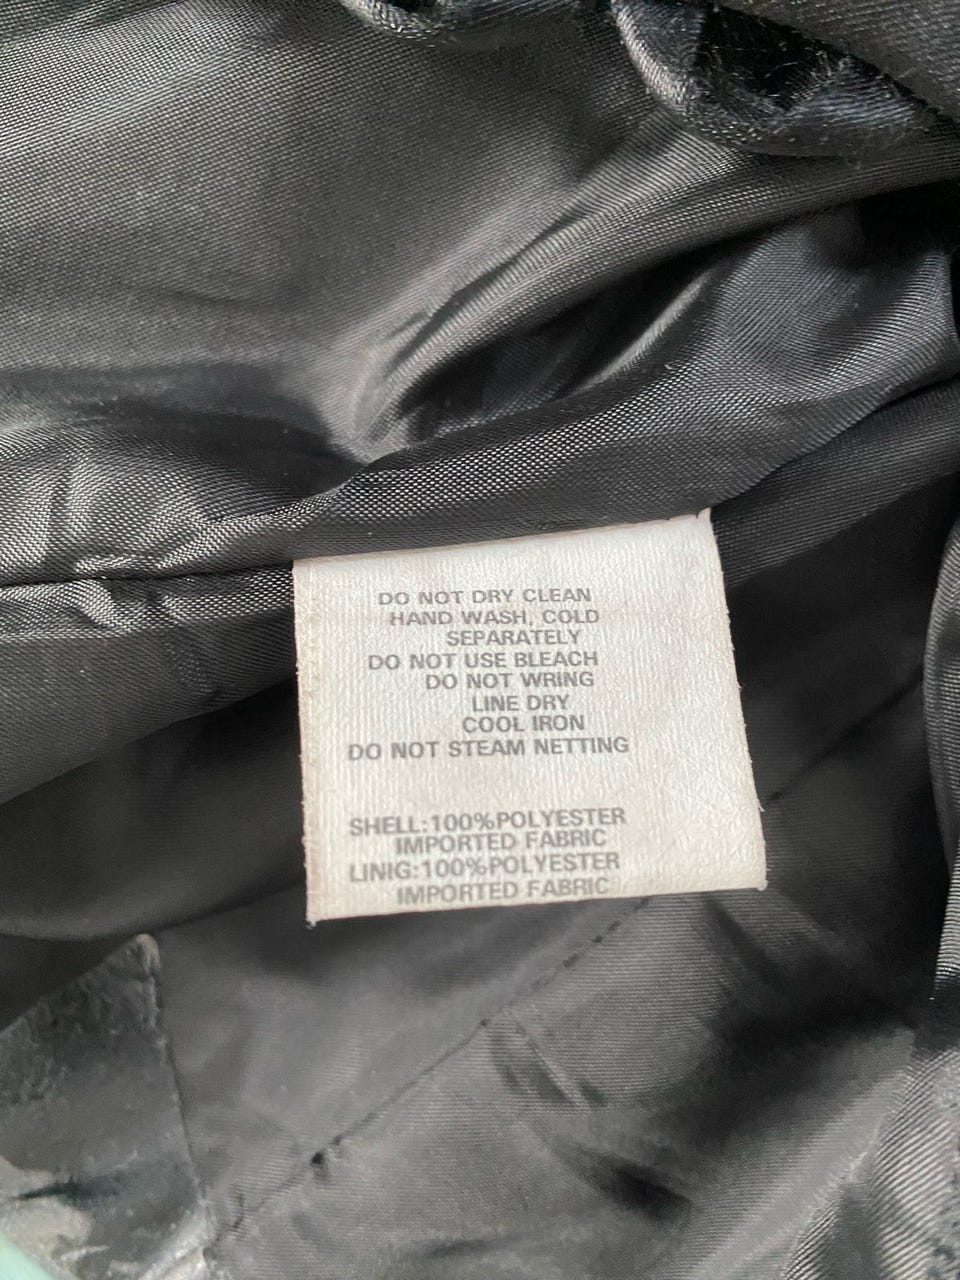 DO NOT DRY CLEAN
HAND WASH, COLD
SEPARATELY
DO NOT USE BLEACH
DO NOT WRING
LINE DRY
COOL IRON
DO NOT STEAM NETTING
SHELL:100%POLYESTER
IMPORTED FABRIC
LINIG:100%POLYESTER
IMPORTED FABRIC